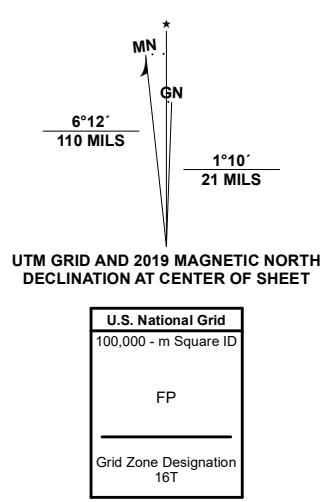 ★
MN
GN
6°12´
110 MILS
1°10´
21 MILS
UTM GRID AND 2019 MAGNETIC NORTH
DECLINATION AT CENTER OF SHEET
U.S. National Grid
100,000 - m Square ID
FP
Grid Zone Designation
16T